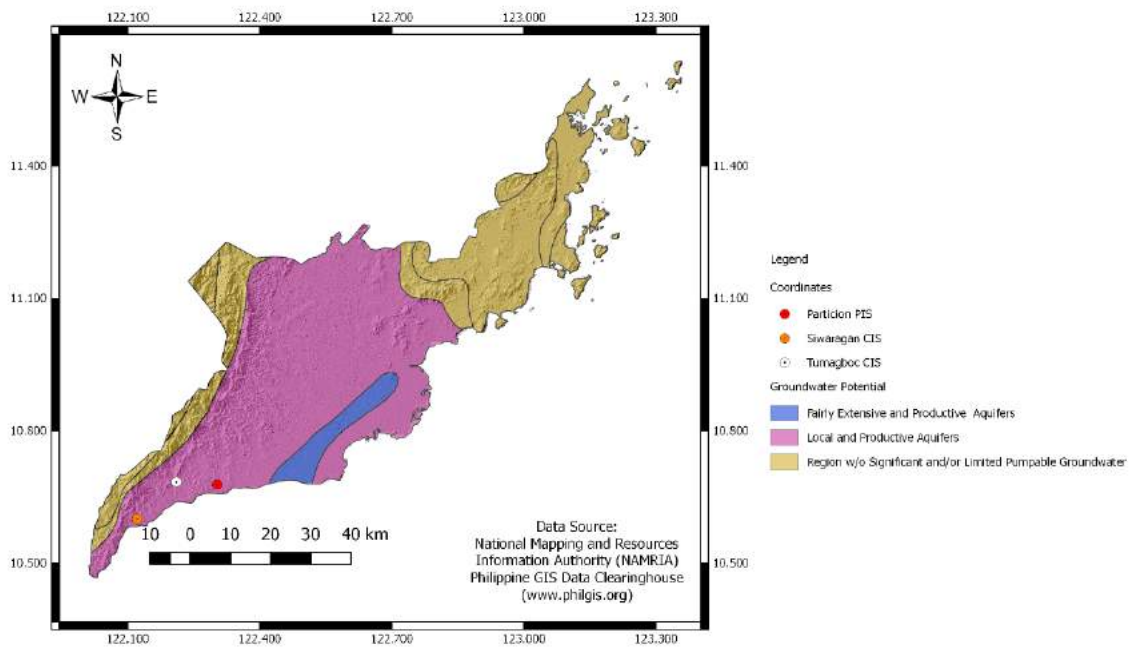 122.100 122.400 122.700 123.000 123.300
N
W E
S
11.400 11.400
11.100 11.100
10.800 10.800
10.500 10.500
10 0 10 20 30 40 km
Data Source:
National Mapping and Resources
Information Authority (NAMRIA)
Philippine GIS Data Clearinghouse
(www.philgis.org)
122.100 122.400 122.700 123.000 123.300
Legend
Coordinates
Particion PIS
Siwaragan CIS
Tumagboc CIS
Groundwater Potential
Fairly Extensive and Productive Aquifers
Local and Productive Aquifers
Region w/o Significant and/or Limited Pumpable Groundwater